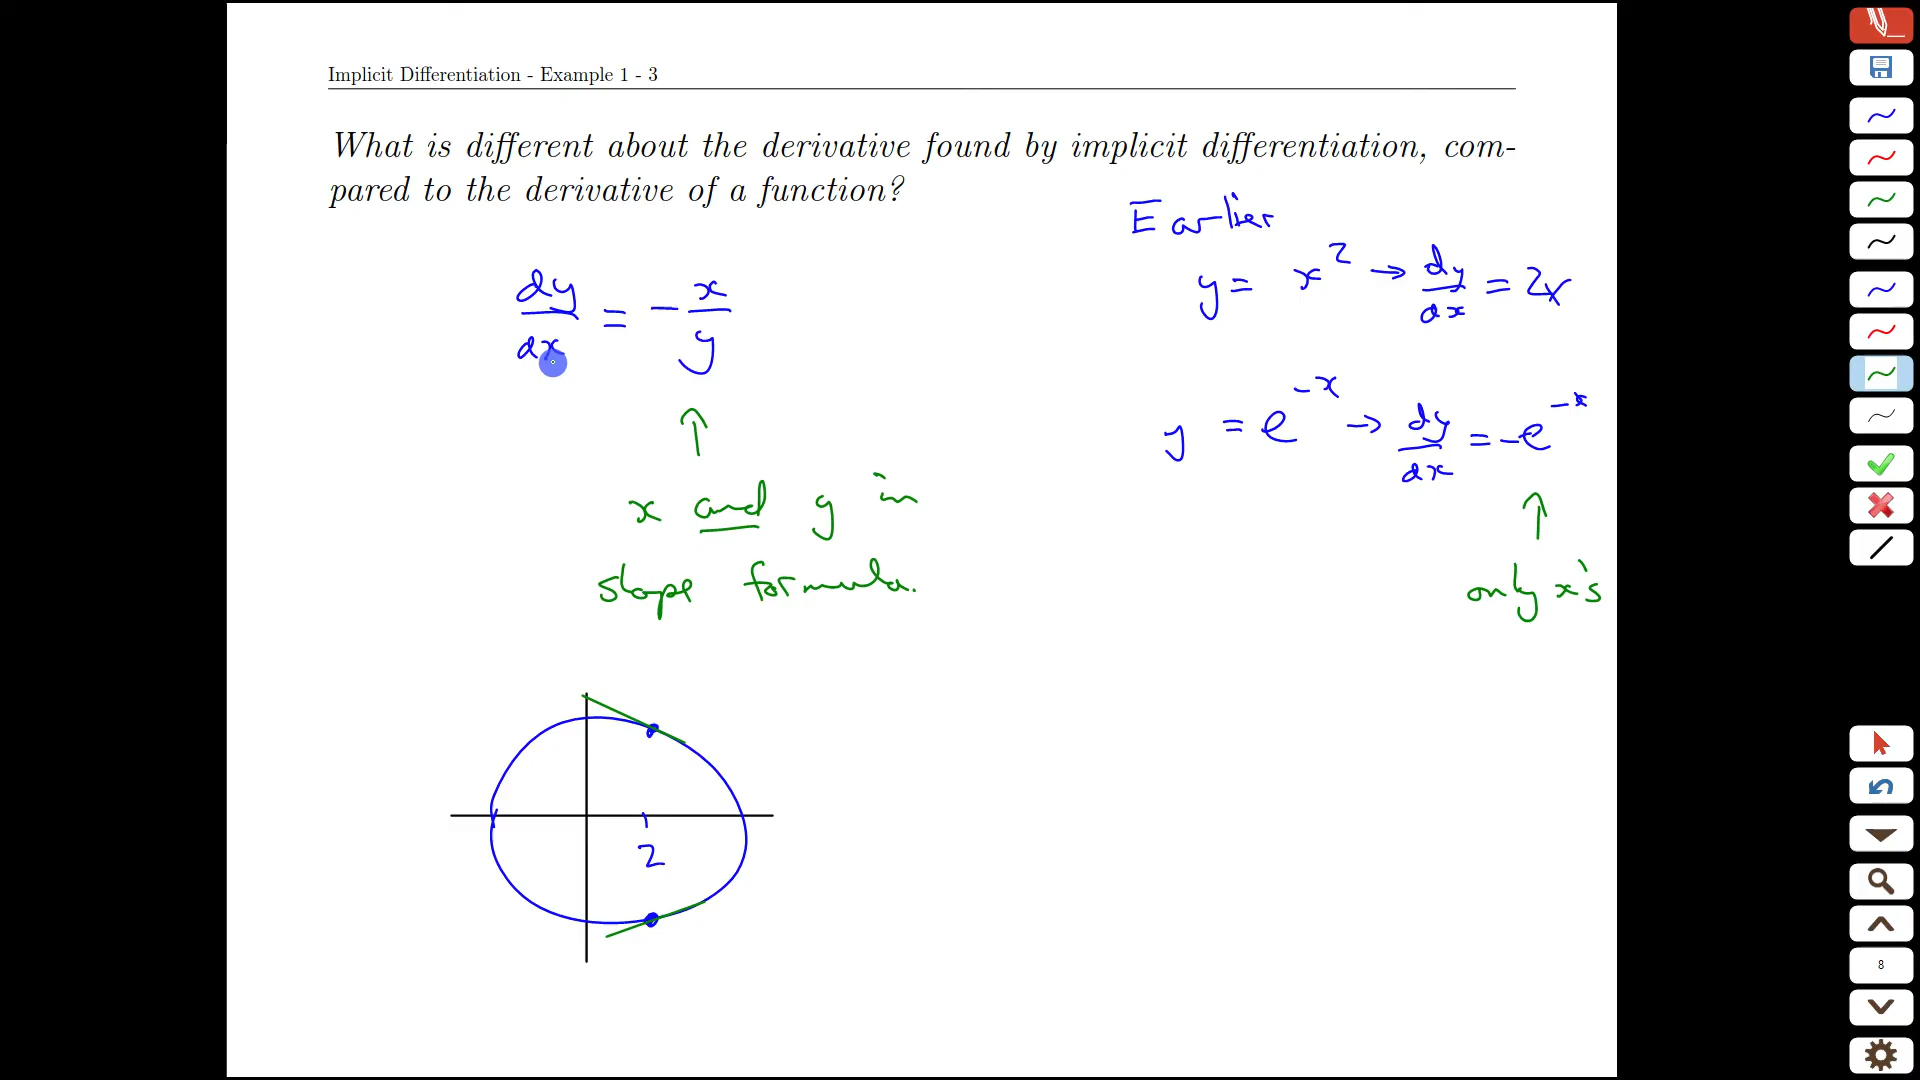 Implicit Differentiation - Example 1 - 3
What is different about the derivative found by implicit differentiation, com-
pared to the derivative of a function?
Earlier
y = x² → dy/dx = 2x
dy/dx = - x/y
y = e^-x → dy/dx = -e^-x
↑
x and y in
slope formula.
↑
only x's
2
8